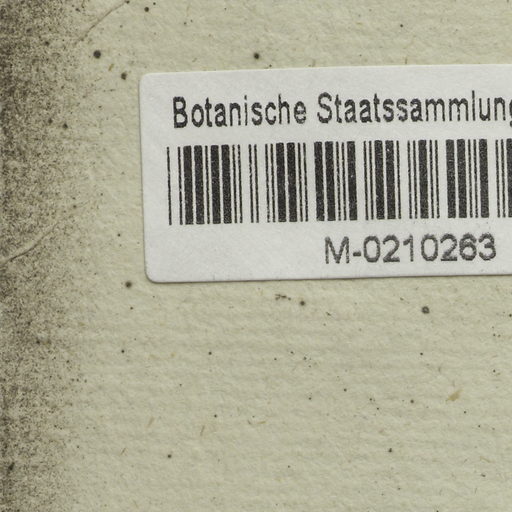 Botanische Staatssammlung
M-0210263